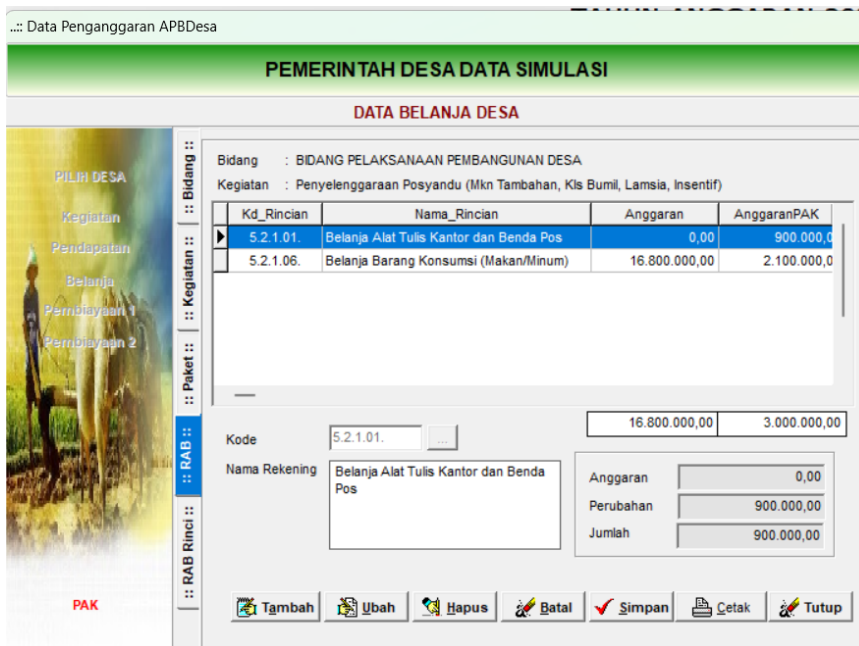 ..:: Data Penganggaran APBDesa
PEMERINTAH DESA DATA SIMULASI
DATA BELANJA DESA
PILIH DESA
Kegiatan
Pendapatan
Belanja
Pembiayaan 1
Pembiayaan 2
PAK
:: Bidang ::
:: Kegiatan ::
:: Paket ::
:: RAB ::
:: RAB Rinci ::
Bidang : BIDANG PELAKSANAAN PEMBANGUNAN DESA
Kegiatan : Penyelenggaraan Posyandu (Mkn Tambahan, Kls Bumil, Lamsia, Insentif)
Kd_Rincian Nama_Rincian Anggaran AnggaranPAK
5.2.1.01. Belanja Alat Tulis Kantor dan Benda Pos 0,00 900.000,0
5.2.1.06. Belanja Barang Konsumsi (Makan/Minum) 16.800.000,00 2.100.000,0
16.800.000,00 3.000.000,00
Kode 5.2.1.01. ...
Nama Rekening Belanja Alat Tulis Kantor dan Benda
Pos
Anggaran 0,00
Perubahan 900.000,00
Jumlah 900.000,00
Tambah Ubah Hapus Batal Simpan Cetak Tutup